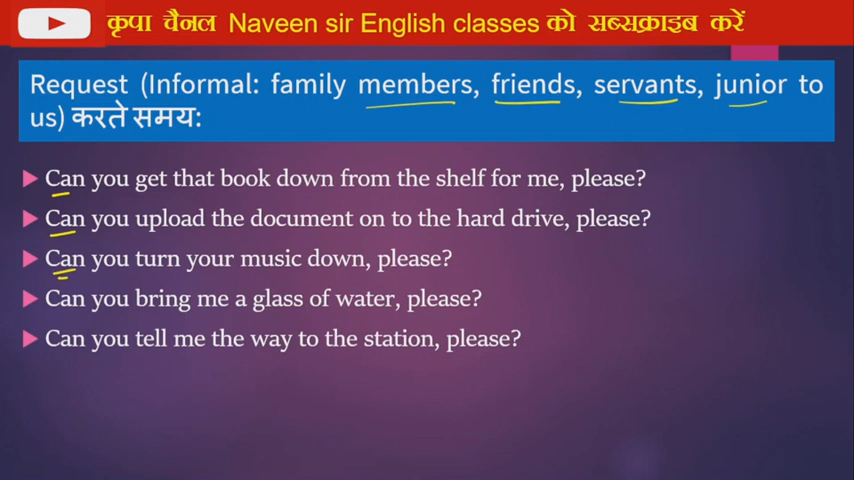 कृपा चैनल Naveen sir English classes को सब्सक्राइब करें
Request (Informal: family members, friends, servants, junior to
us) करते समय:
Can you get that book down from the shelf for me, please?
Can you upload the document on to the hard drive, please?
Can you turn your music down, please?
Can you bring me a glass of water, please?
Can you tell me the way to the station, please?